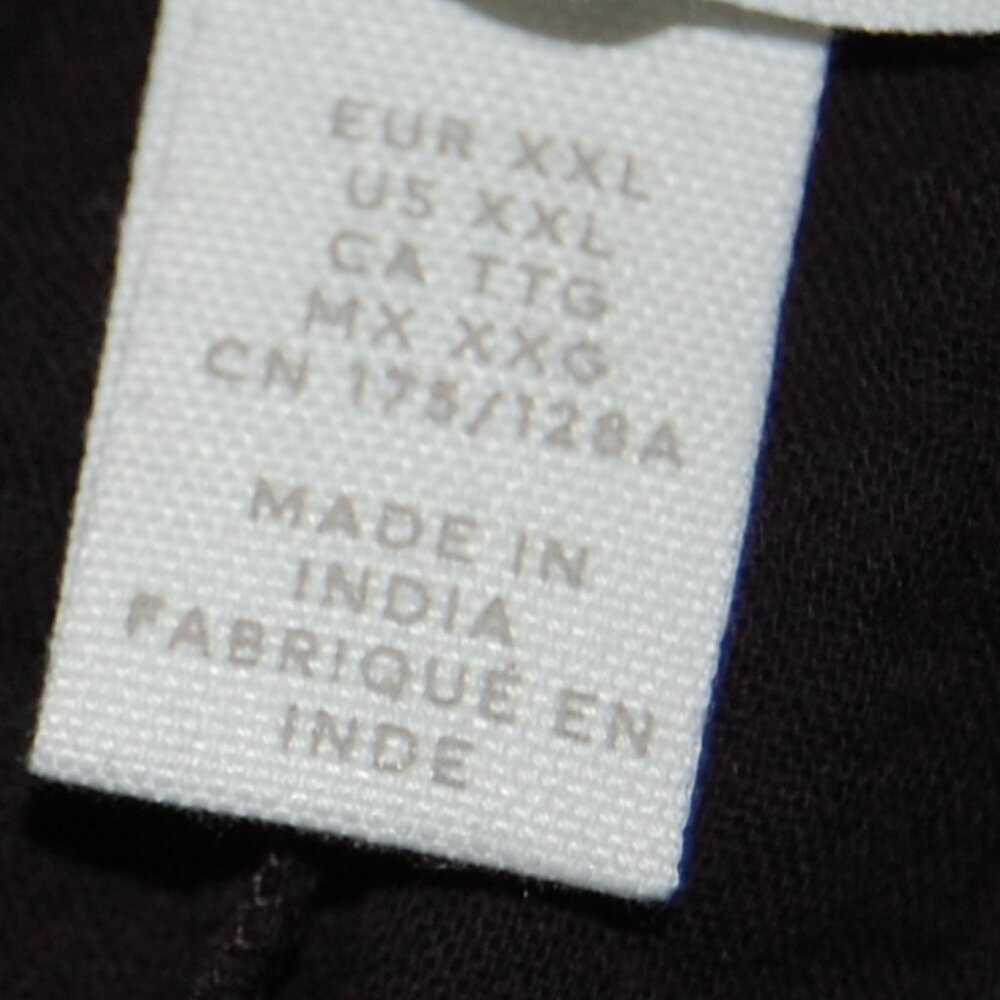 EUR XXL
US XXL
CA TTG
MX XXG
CN 175/128A
MADE IN
INDIA
FABRIQUÉ EN
INDE